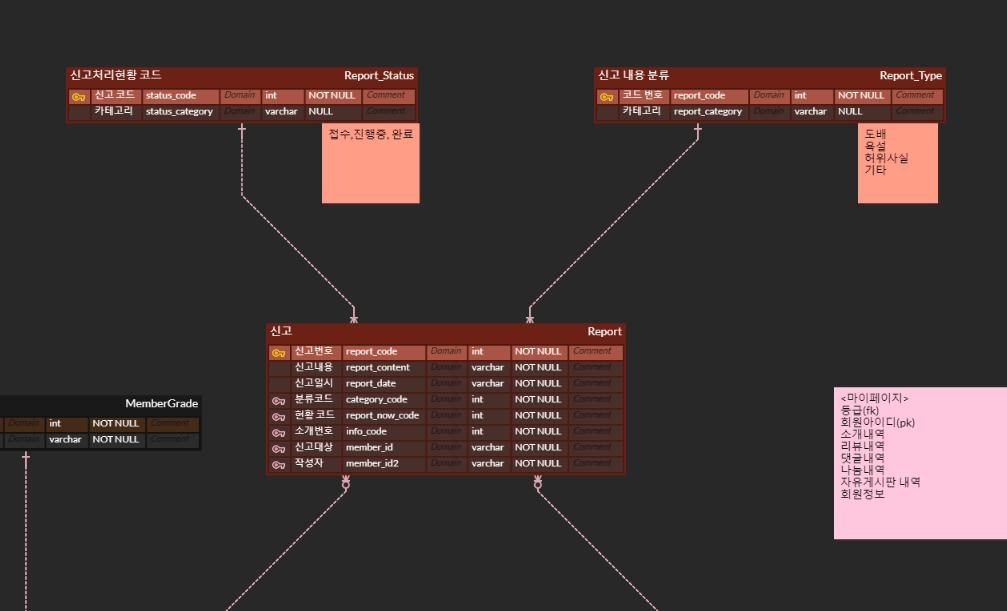 신고처리현황 코드 Report_Status
신고 코드 status_code Domain int NOT NULL Comment
카테고리 status_category Domain varchar NULL Comment
접수,진행중, 완료
신고 내용 분류 Report_Type
코드 번호 report_code Domain int NOT NULL Comment
카테고리 report_category Domain varchar NULL Comment
도배
욕설
허위사실
기타
신고 Report
신고번호 report_code Domain int NOT NULL Comment
신고내용 report_content Domain varchar NOT NULL Comment
신고일시 report_date Domain varchar NOT NULL Comment
분류코드 category_code Domain int NOT NULL Comment
현황 코드 report_now_code Domain int NOT NULL Comment
소개번호 info_code Domain int NOT NULL Comment
신고대상 member_id Domain varchar NOT NULL Comment
작성자 member_id2 Domain varchar NOT NULL Comment
MemberGrade
Domain int NOT NULL Comment
Domain varchar NOT NULL Comment
<마이페이지>
등급(fk)
회원아이디(pk)
소개내역
리뷰내역
댓글내역
나눔내역
자유게시판 내역
회원정보